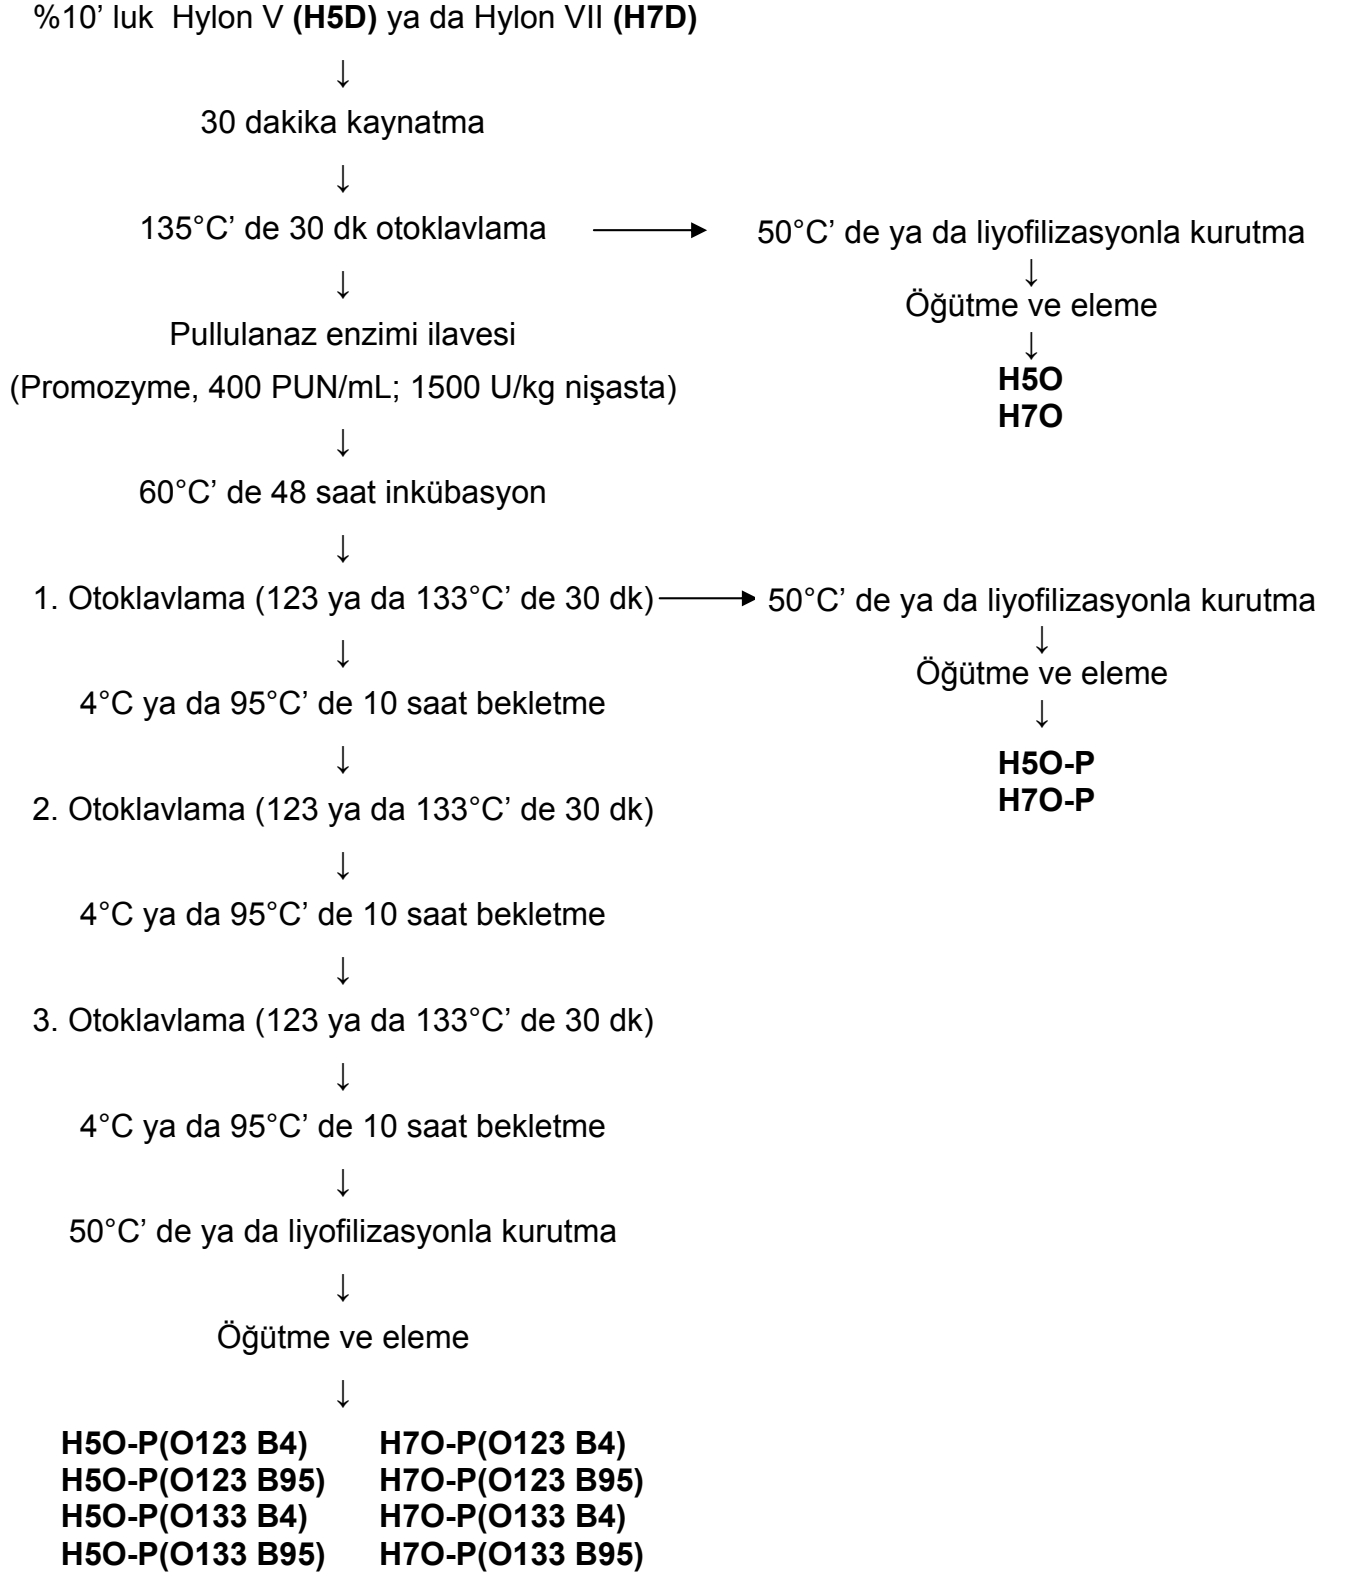 %10’ luk  Hylon V (H5D) ya da Hylon VII (H7D)
↓
30 dakika kaynatma
↓
135°C’ de 30 dk otoklavlama → 50°C’ de ya da liyofilizasyonla kurutma
↓
Öğütme ve eleme
↓
H5O
H7O
↓
Pullulanaz enzimi ilavesi
(Promozyme, 400 PUN/mL; 1500 U/kg nişasta)
↓
60°C’ de 48 saat inkübasyon
↓
1. Otoklavlama (123 ya da 133°C’ de 30 dk) → 50°C’ de ya da liyofilizasyonla kurutma
↓
Öğütme ve eleme
↓
H5O-P
H7O-P
↓
4°C ya da 95°C’ de 10 saat bekletme
↓
2. Otoklavlama (123 ya da 133°C’ de 30 dk)
↓
4°C ya da 95°C’ de 10 saat bekletme
↓
3. Otoklavlama (123 ya da 133°C’ de 30 dk)
↓
4°C ya da 95°C’ de 10 saat bekletme
↓
50°C’ de ya da liyofilizasyonla kurutma
↓
Öğütme ve eleme
↓
H5O-P(O123 B4) H7O-P(O123 B4)
H5O-P(O123 B95) H7O-P(O123 B95)
H5O-P(O133 B4) H7O-P(O133 B4)
H5O-P(O133 B95) H7O-P(O133 B95)